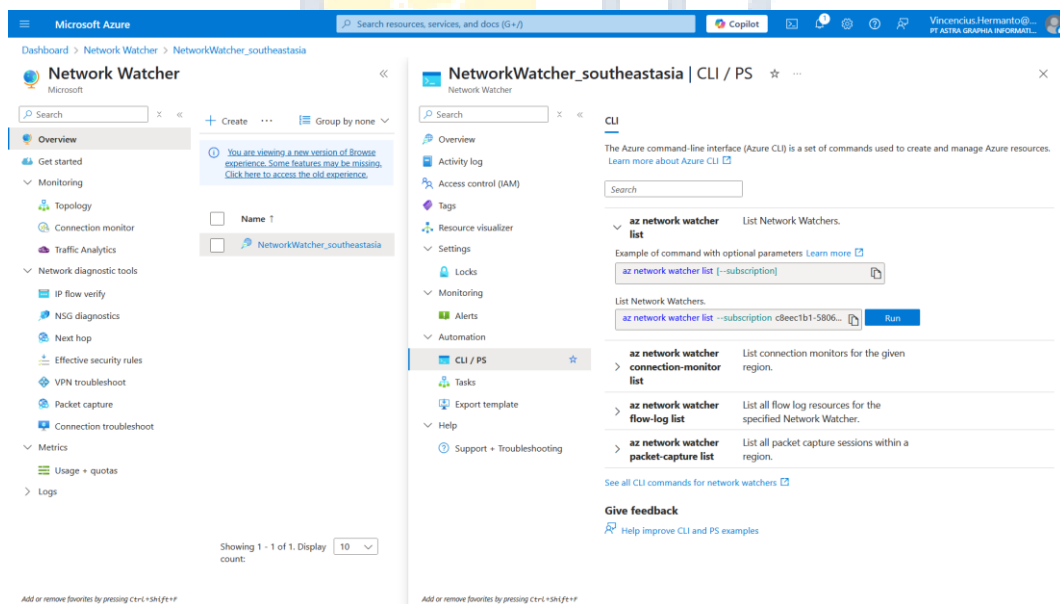 Microsoft Azure
Search resources, services, and docs (G+/)
Copilot
1
Vincencius.Hermanto@...
PT ASTRA GRAPHIA INFORMATI...
Dashboard > Network Watcher > NetworkWatcher_southeastasia
Network Watcher
Microsoft
Search
Overview
Get started
Monitoring
Topology
Connection monitor
Traffic Analytics
Network diagnostic tools
IP flow verify
NSG diagnostics
Next hop
Effective security rules
VPN troubleshoot
Packet capture
Connection troubleshoot
Metrics
Usage + quotas
Logs
Add or remove favorites by pressing Ctrl+Shift+F
+ Create ... Group by none
You are viewing a new version of Browse
experience. Some features may be missing.
Click here to access the old experience.
Name ↑
NetworkWatcher_southeastasia
Showing 1 - 1 of 1. Display
count:
10
NetworkWatcher_southeastasia | CLI / PS
Network Watcher
Search
Overview
Activity log
Access control (IAM)
Tags
Resource visualizer
Settings
Locks
Monitoring
Alerts
Automation
CLI / PS
Tasks
Export template
Help
Support + Troubleshooting
Add or remove favorites by pressing Ctrl+Shift+F
CLI
The Azure command-line interface (Azure CLI) is a set of commands used to create and manage Azure resources.
Learn more about Azure CLI
Search
az network watcher
list
List Network Watchers.
Example of command with optional parameters Learn more
az network watcher list [--subscription]
List Network Watchers.
az network watcher list --subscription c8eec1b1-5806...
Run
az network watcher
connection-monitor
list
List connection monitors for the given
region.
az network watcher
flow-log list
List all flow log resources for the
specified Network Watcher.
az network watcher
packet-capture list
List all packet capture sessions within a
region.
See all CLI commands for network watchers
Give feedback
Help improve CLI and PS examples